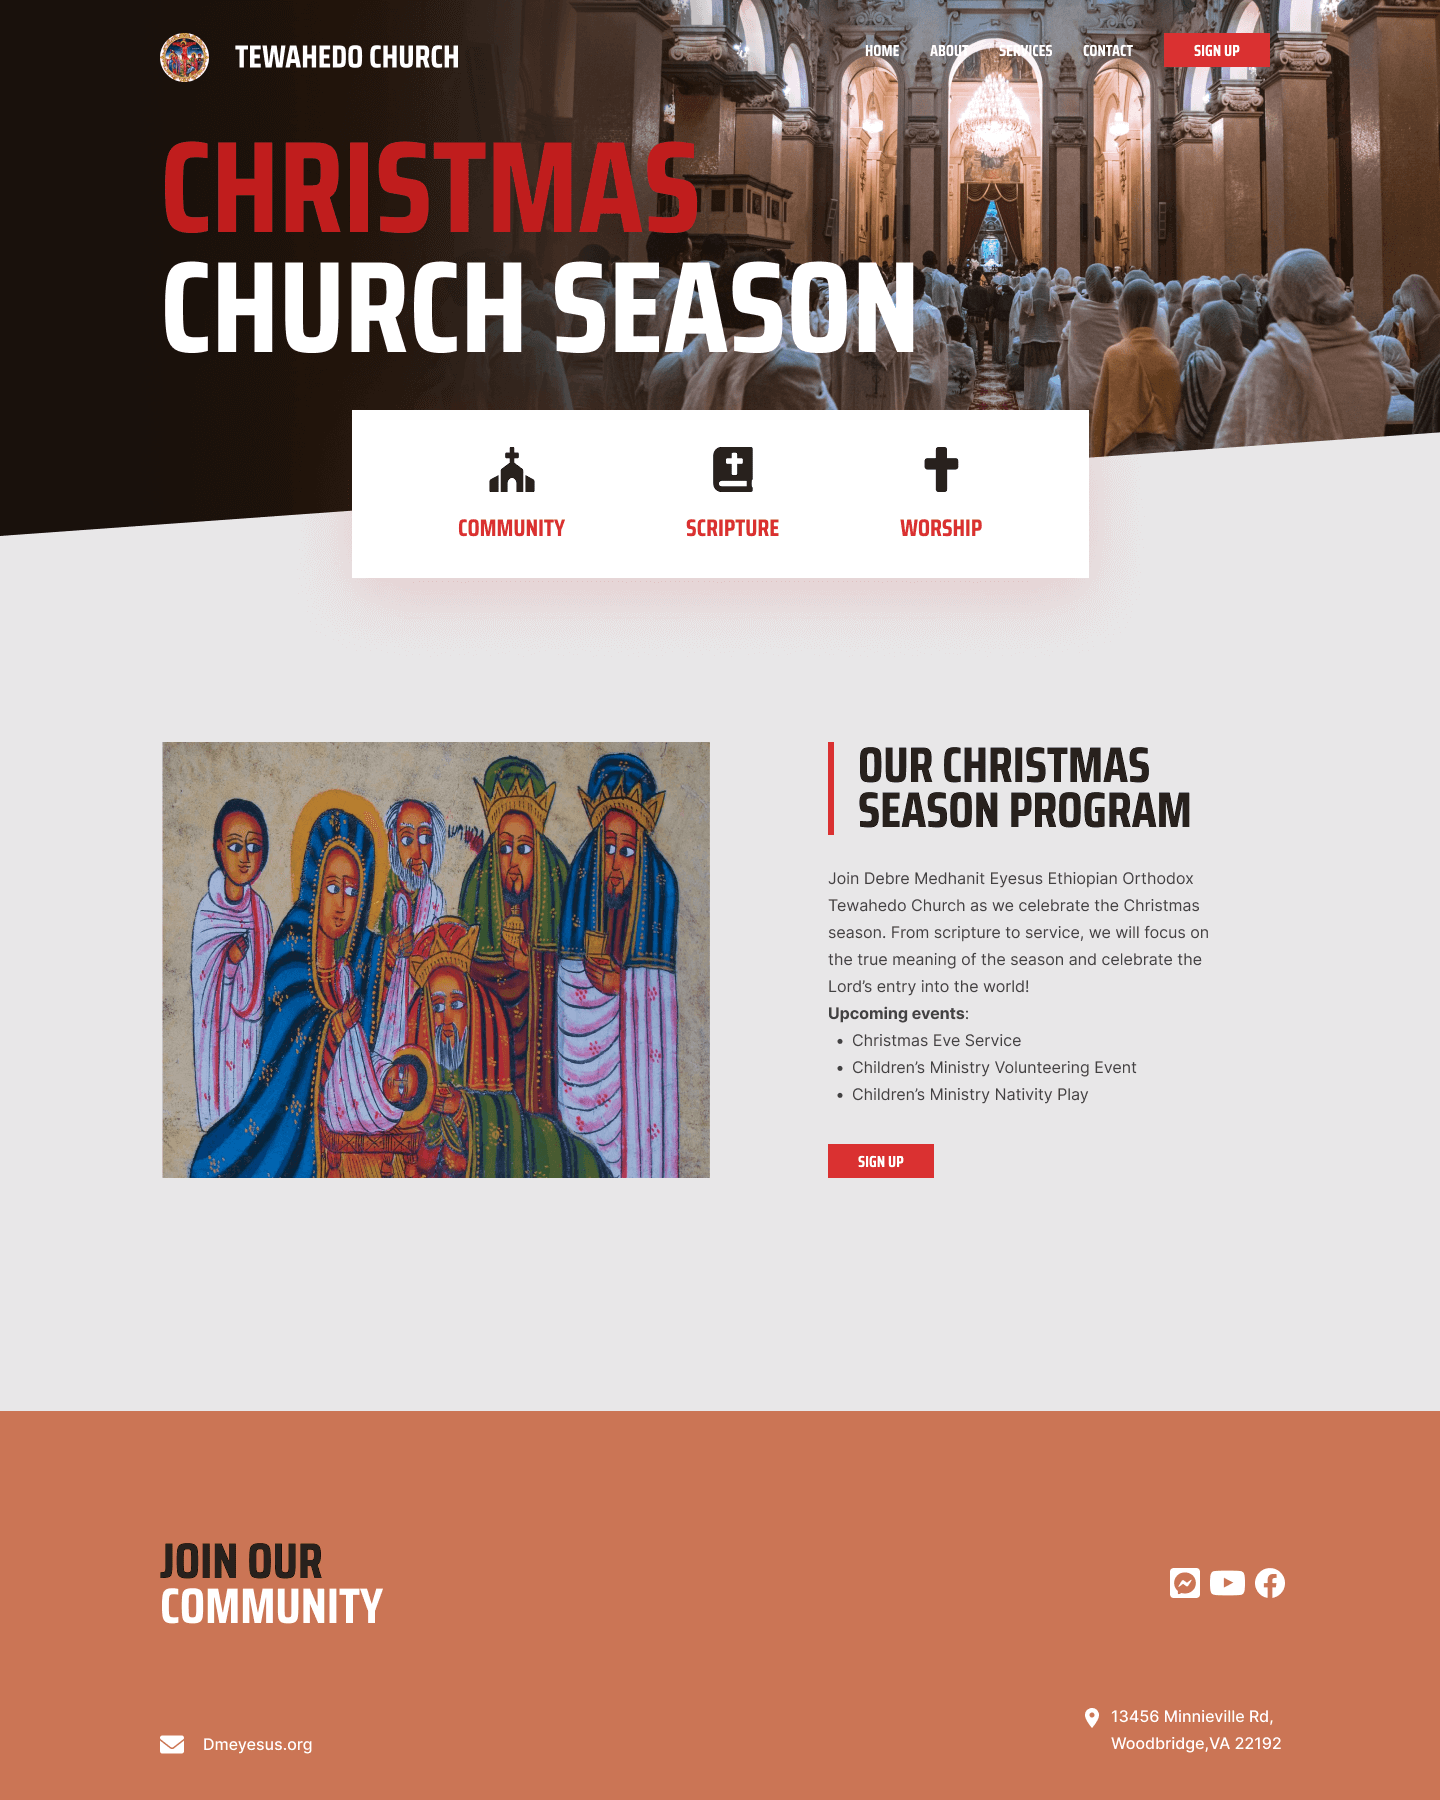 TEWAHEDO CHURCH
HOME ABOUT SERVICES CONTACT SIGN UP
CHRISTMAS
CHURCH SEASON
COMMUNITY SCRIPTURE WORSHIP
OUR CHRISTMAS
SEASON PROGRAM
Join Debre Medhanit Eyesus Ethiopian Orthodox
Tewahedo Church as we celebrate the Christmas
season. From scripture to service, we will focus on
the true meaning of the season and celebrate the
Lord’s entry into the world!
Upcoming events:
• Christmas Eve Service
• Children’s Ministry Volunteering Event
• Children’s Ministry Nativity Play
SIGN UP
JOIN OUR
COMMUNITY
Dmeyesus.org
13456 Minnieville Rd,
Woodbridge,VA 22192